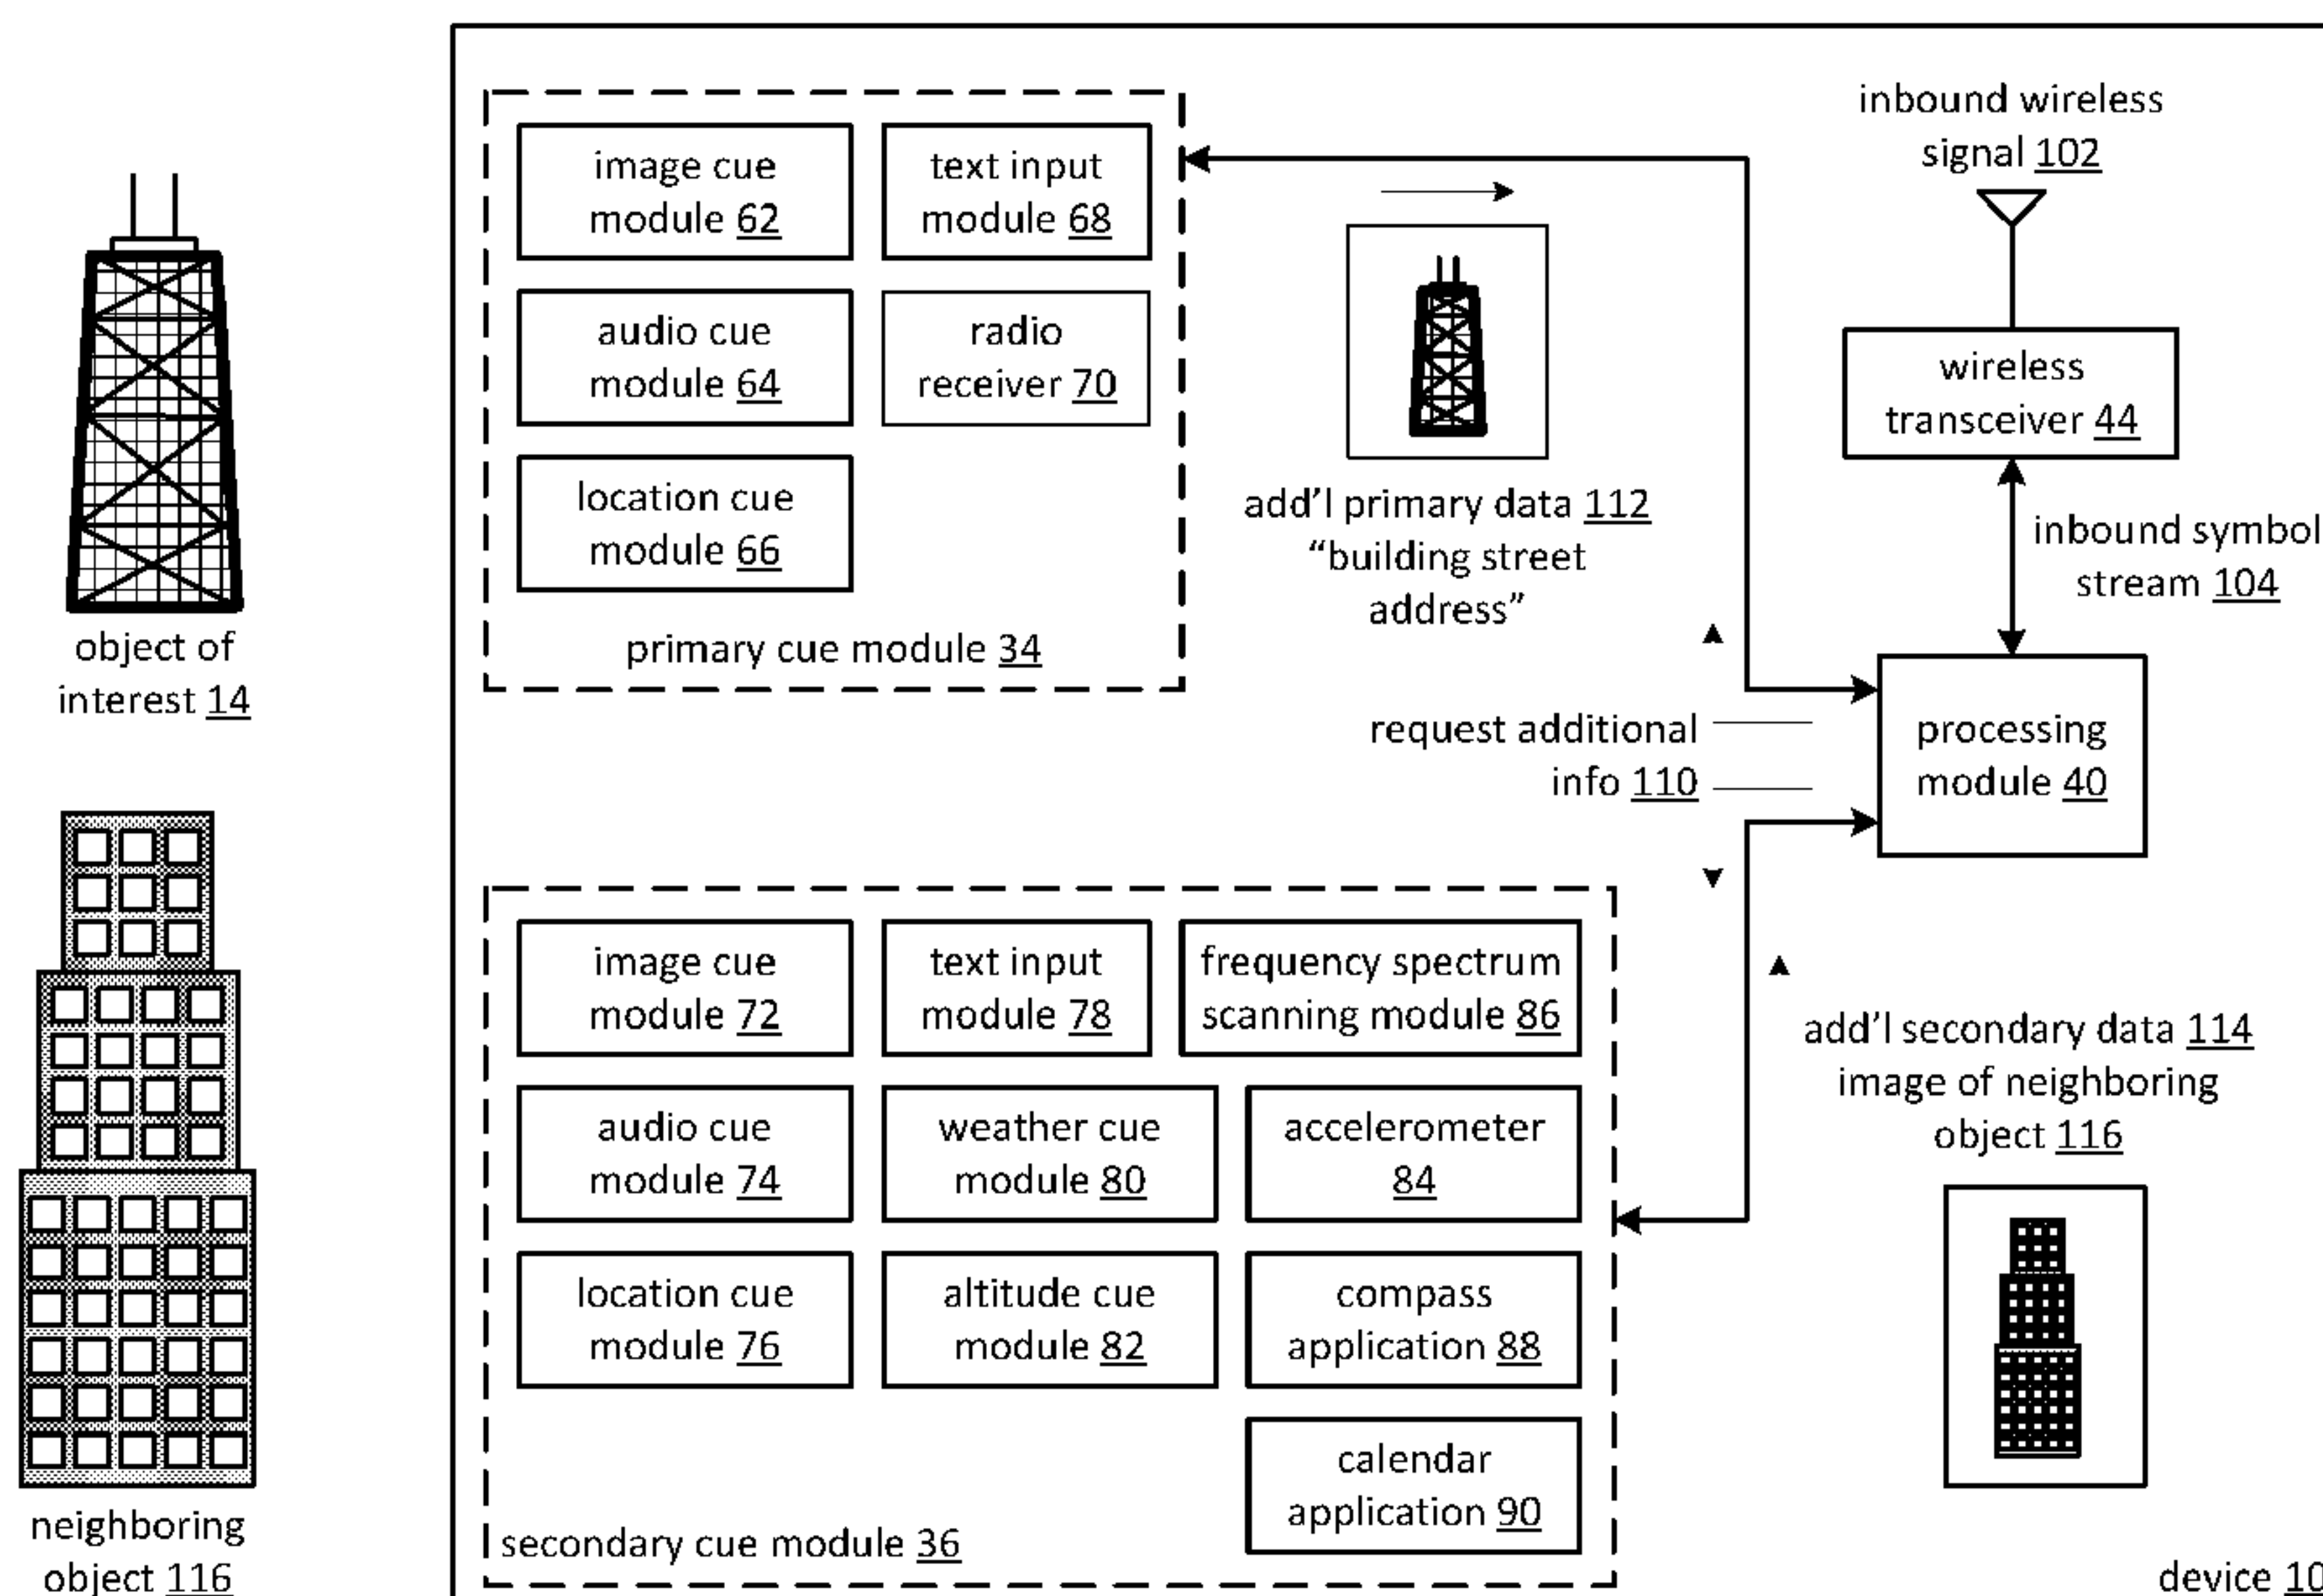 object of
interest 14
neighboring
object 116
image cue
module 62
text input
module 68
audio cue
module 64
radio
receiver 70
location cue
module 66
primary cue module 34
add'l primary data 112
“building street
address”
inbound wireless
signal 102
wireless
transceiver 44
inbound symbol
stream 104
request additional
info 110
processing
module 40
image cue
module 72
text input
module 78
frequency spectrum
scanning module 86
audio cue
module 74
weather cue
module 80
accelerometer
84
location cue
module 76
altitude cue
module 82
compass
application 88
calendar
application 90
secondary cue module 36
add'l secondary data 114
image of neighboring
object 116
device 10